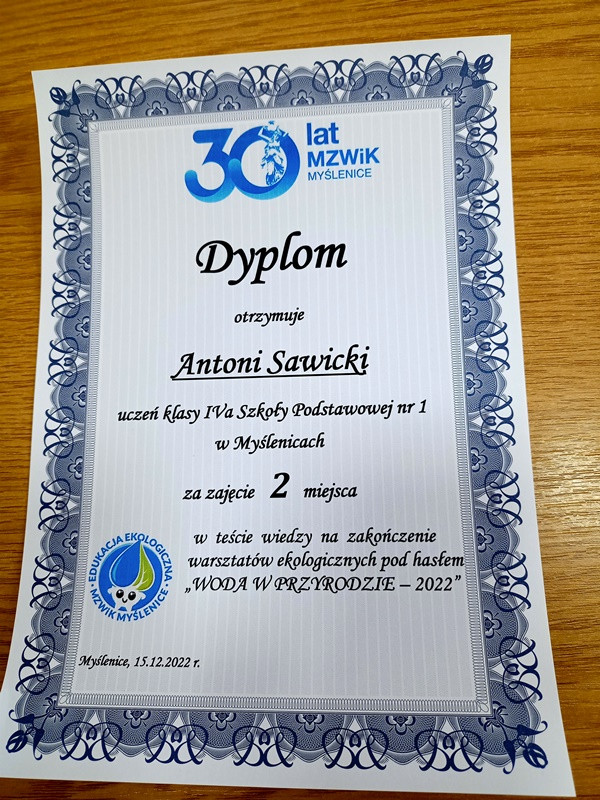 30 lat
MZWiK
MYŚLENICE
Dyplom
otrzymuje
Antoni Sawicki
uczeń klasy IVa Szkoły Podstawowej nr 1
w Myślenicach
za zajęcie 2 miejsca
w teście wiedzy na zakończenie
warsztatów ekologicznych pod hasłem
„WODA W PRZYRODZIE – 2022”
EDUKACJA EKOLOGICZNA
• MZWiK MYŚLENICE •
Myślenice, 15.12.2022 r.